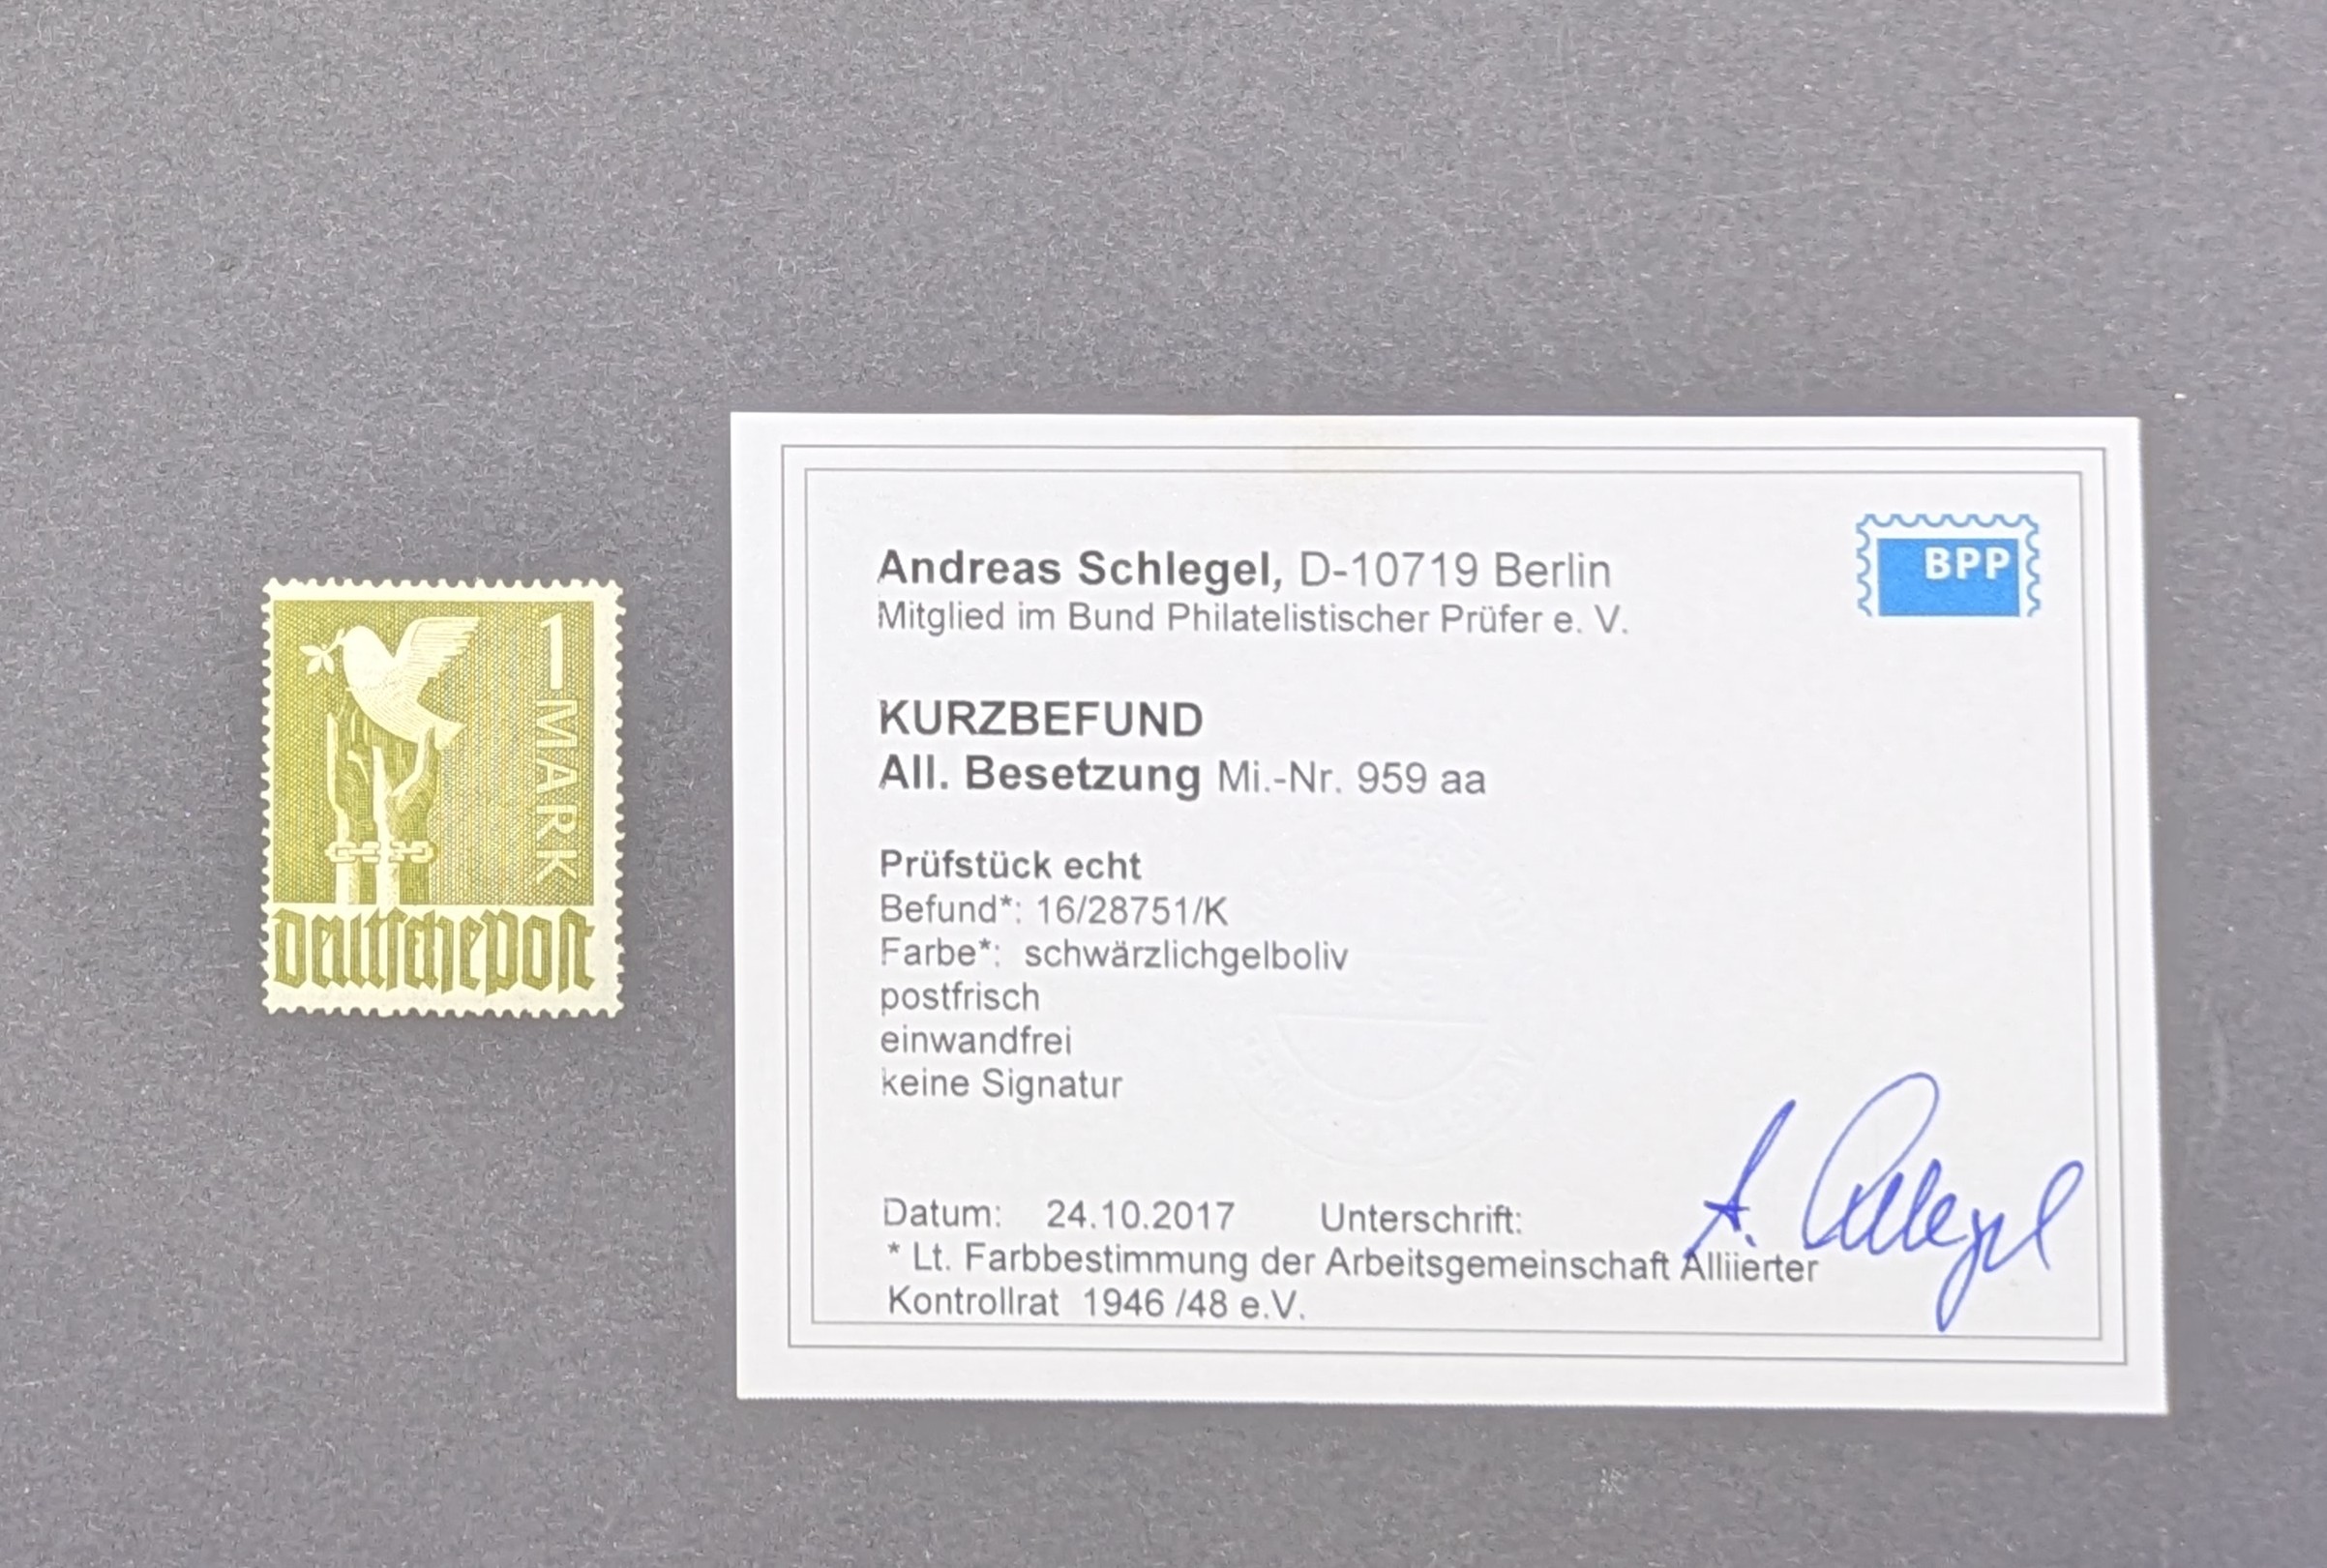 1 MARK
Deutsche Post
Andreas Schlegel, D-10719 Berlin
Mitglied im Bund Philatelistischer Prüfer e. V.
BPP
KURZBEFUND
All. Besetzung Mi.-Nr. 959 aa
Prüfstück echt
Befund*: 16/28751/K
Farbe*: schwärzlichgelboliv
postfrisch
einwandfrei
keine Signatur
Datum: 24.10.2017 Unterschrift: A. Schlegel
* Lt. Farbbestimmung der Arbeitsgemeinschaft Alliierter
Kontrollrat 1946 /48 e.V.